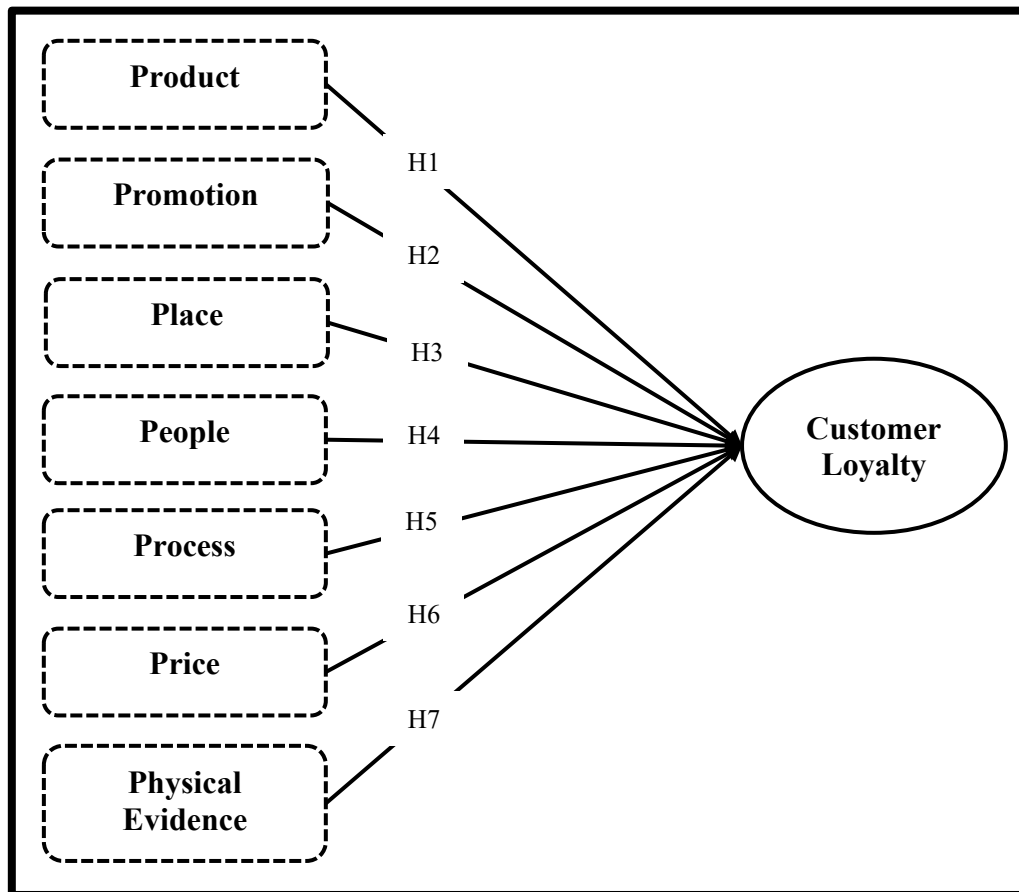 Product
H1
Promotion
H2
Place
H3
People
H4
Customer
Loyalty
Process
H5
Price
H6
Physical
Evidence
H7